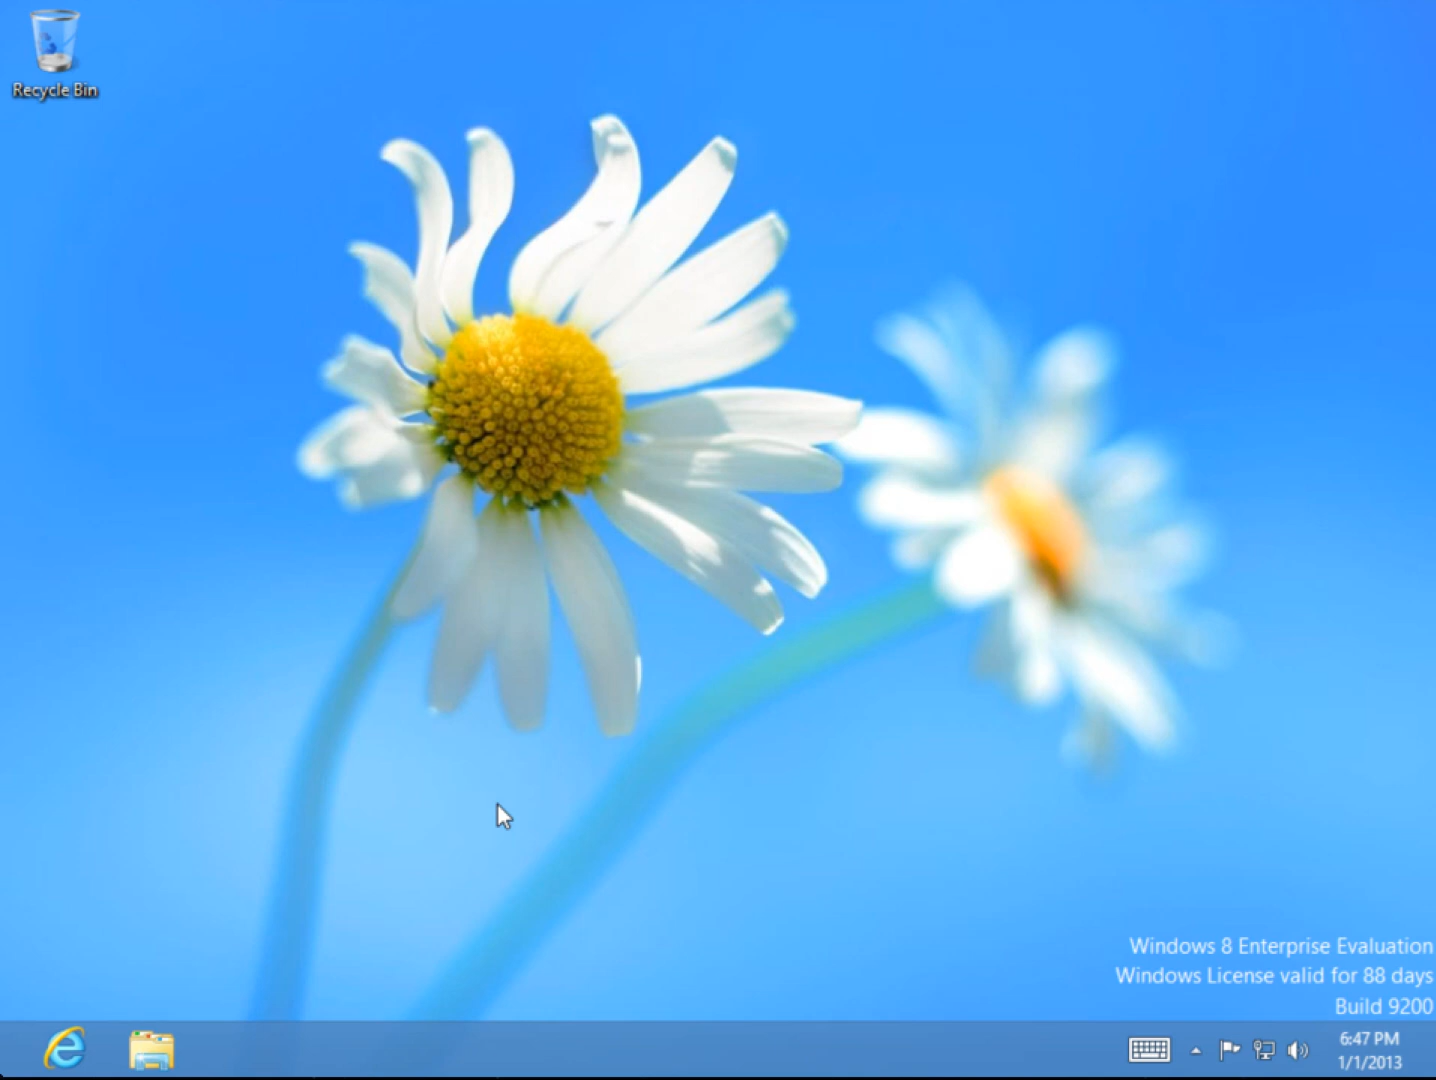 Recycle Bin
Windows 8 Enterprise Evaluation
Windows License valid for 88 days
Build 9200
6:47 PM
1/1/2013